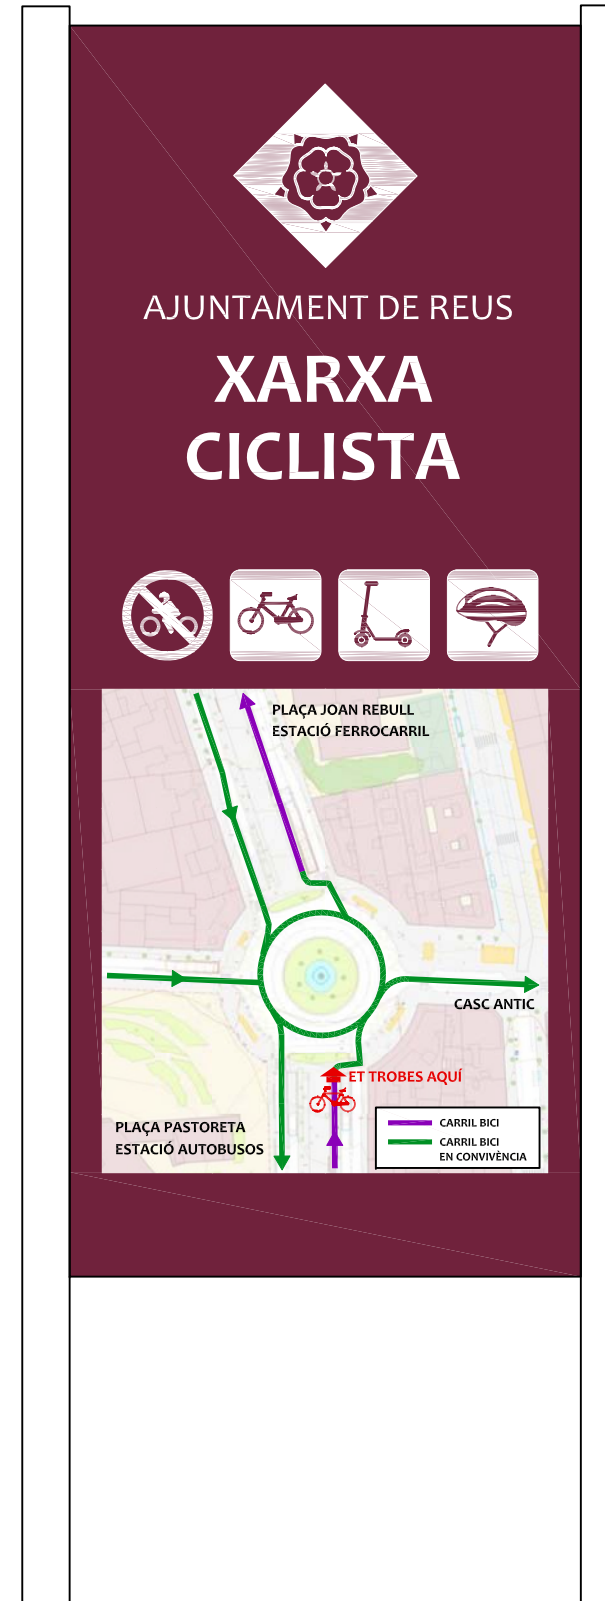 AJUNTAMENT DE REUS
XARXA
CICLISTA
PLAÇA JOAN REBULL
ESTACIÓ FERROCARRIL
CASC ANTIC
ET TROBES AQUÍ
PLAÇA PASTORETA
ESTACIÓ AUTOBUSOS
CARRIL BICI
CARRIL BICI
EN CONVIVÈNCIA